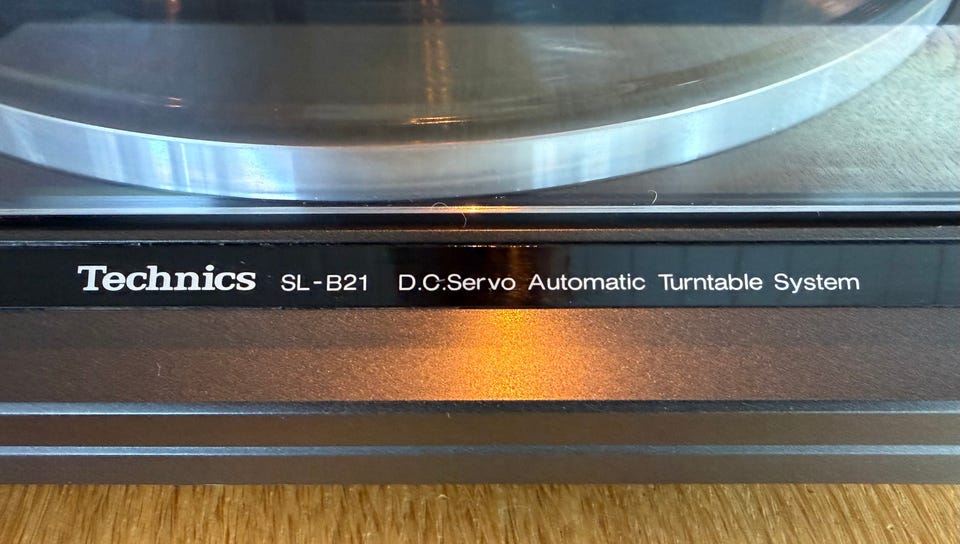 Technics SL-B21 D.C.Servo Automatic Turntable System